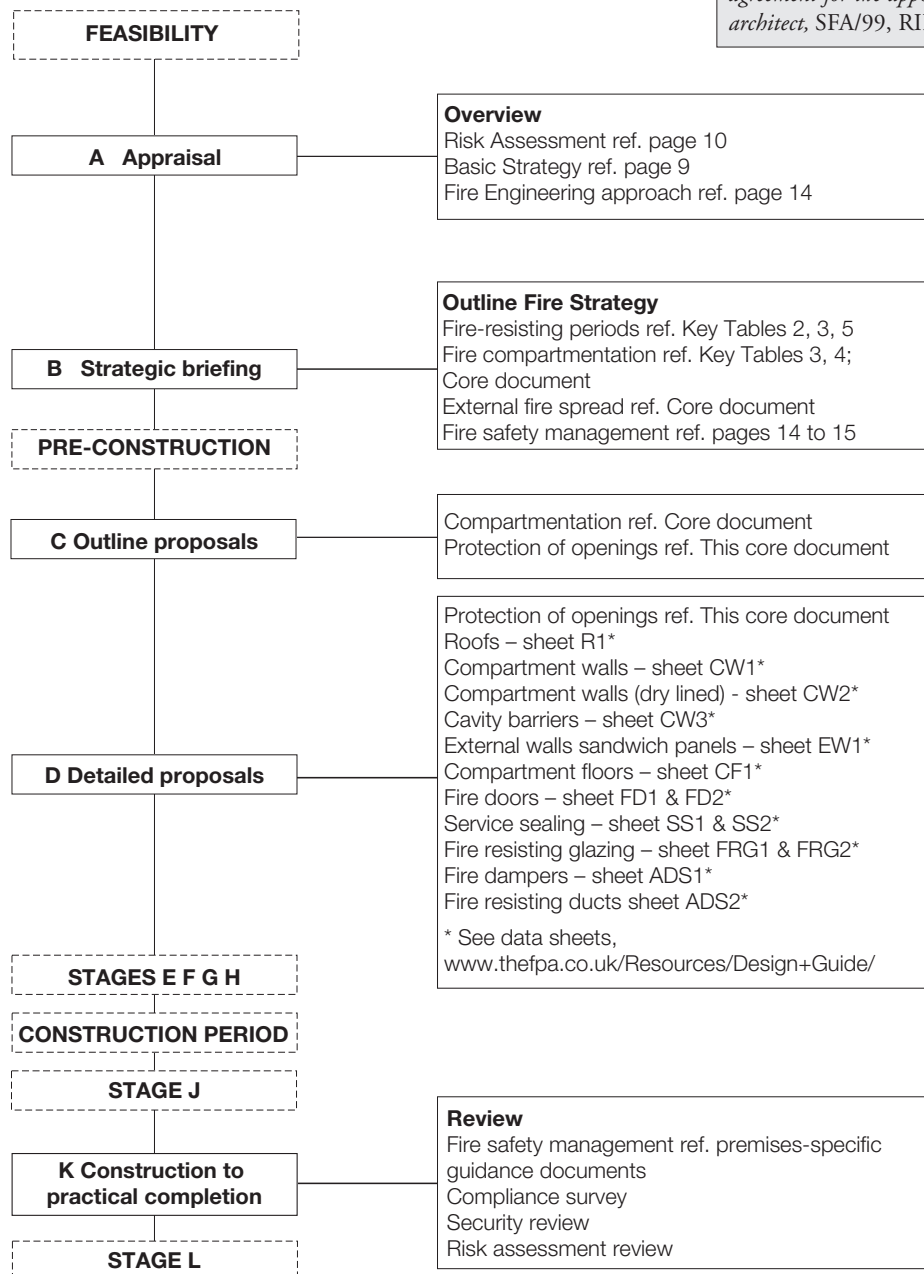 agreement for the appo
architect, SFA/99, RI
FEASIBILITY
A Appraisal
Overview
Risk Assessment ref. page 10
Basic Strategy ref. page 9
Fire Engineering approach ref. page 14
B Strategic briefing
Outline Fire Strategy
Fire-resisting periods ref. Key Tables 2, 3, 5
Fire compartmentation ref. Key Tables 3, 4;
Core document
External fire spread ref. Core document
Fire safety management ref. pages 14 to 15
PRE-CONSTRUCTION
C Outline proposals
Compartmentation ref. Core document
Protection of openings ref. This core document
D Detailed proposals
Protection of openings ref. This core document
Roofs – sheet R1*
Compartment walls – sheet CW1*
Compartment walls (dry lined) - sheet CW2*
Cavity barriers – sheet CW3*
External walls sandwich panels – sheet EW1*
Compartment floors – sheet CF1*
Fire doors – sheet FD1 & FD2*
Service sealing – sheet SS1 & SS2*
Fire resisting glazing – sheet FRG1 & FRG2*
Fire dampers – sheet ADS1*
Fire resisting ducts sheet ADS2*
* See data sheets,
www.thefpa.co.uk/Resources/Design+Guide/
STAGES E F G H
CONSTRUCTION PERIOD
STAGE J
K Construction to
practical completion
Review
Fire safety management ref. premises-specific
guidance documents
Compliance survey
Security review
Risk assessment review
STAGE L